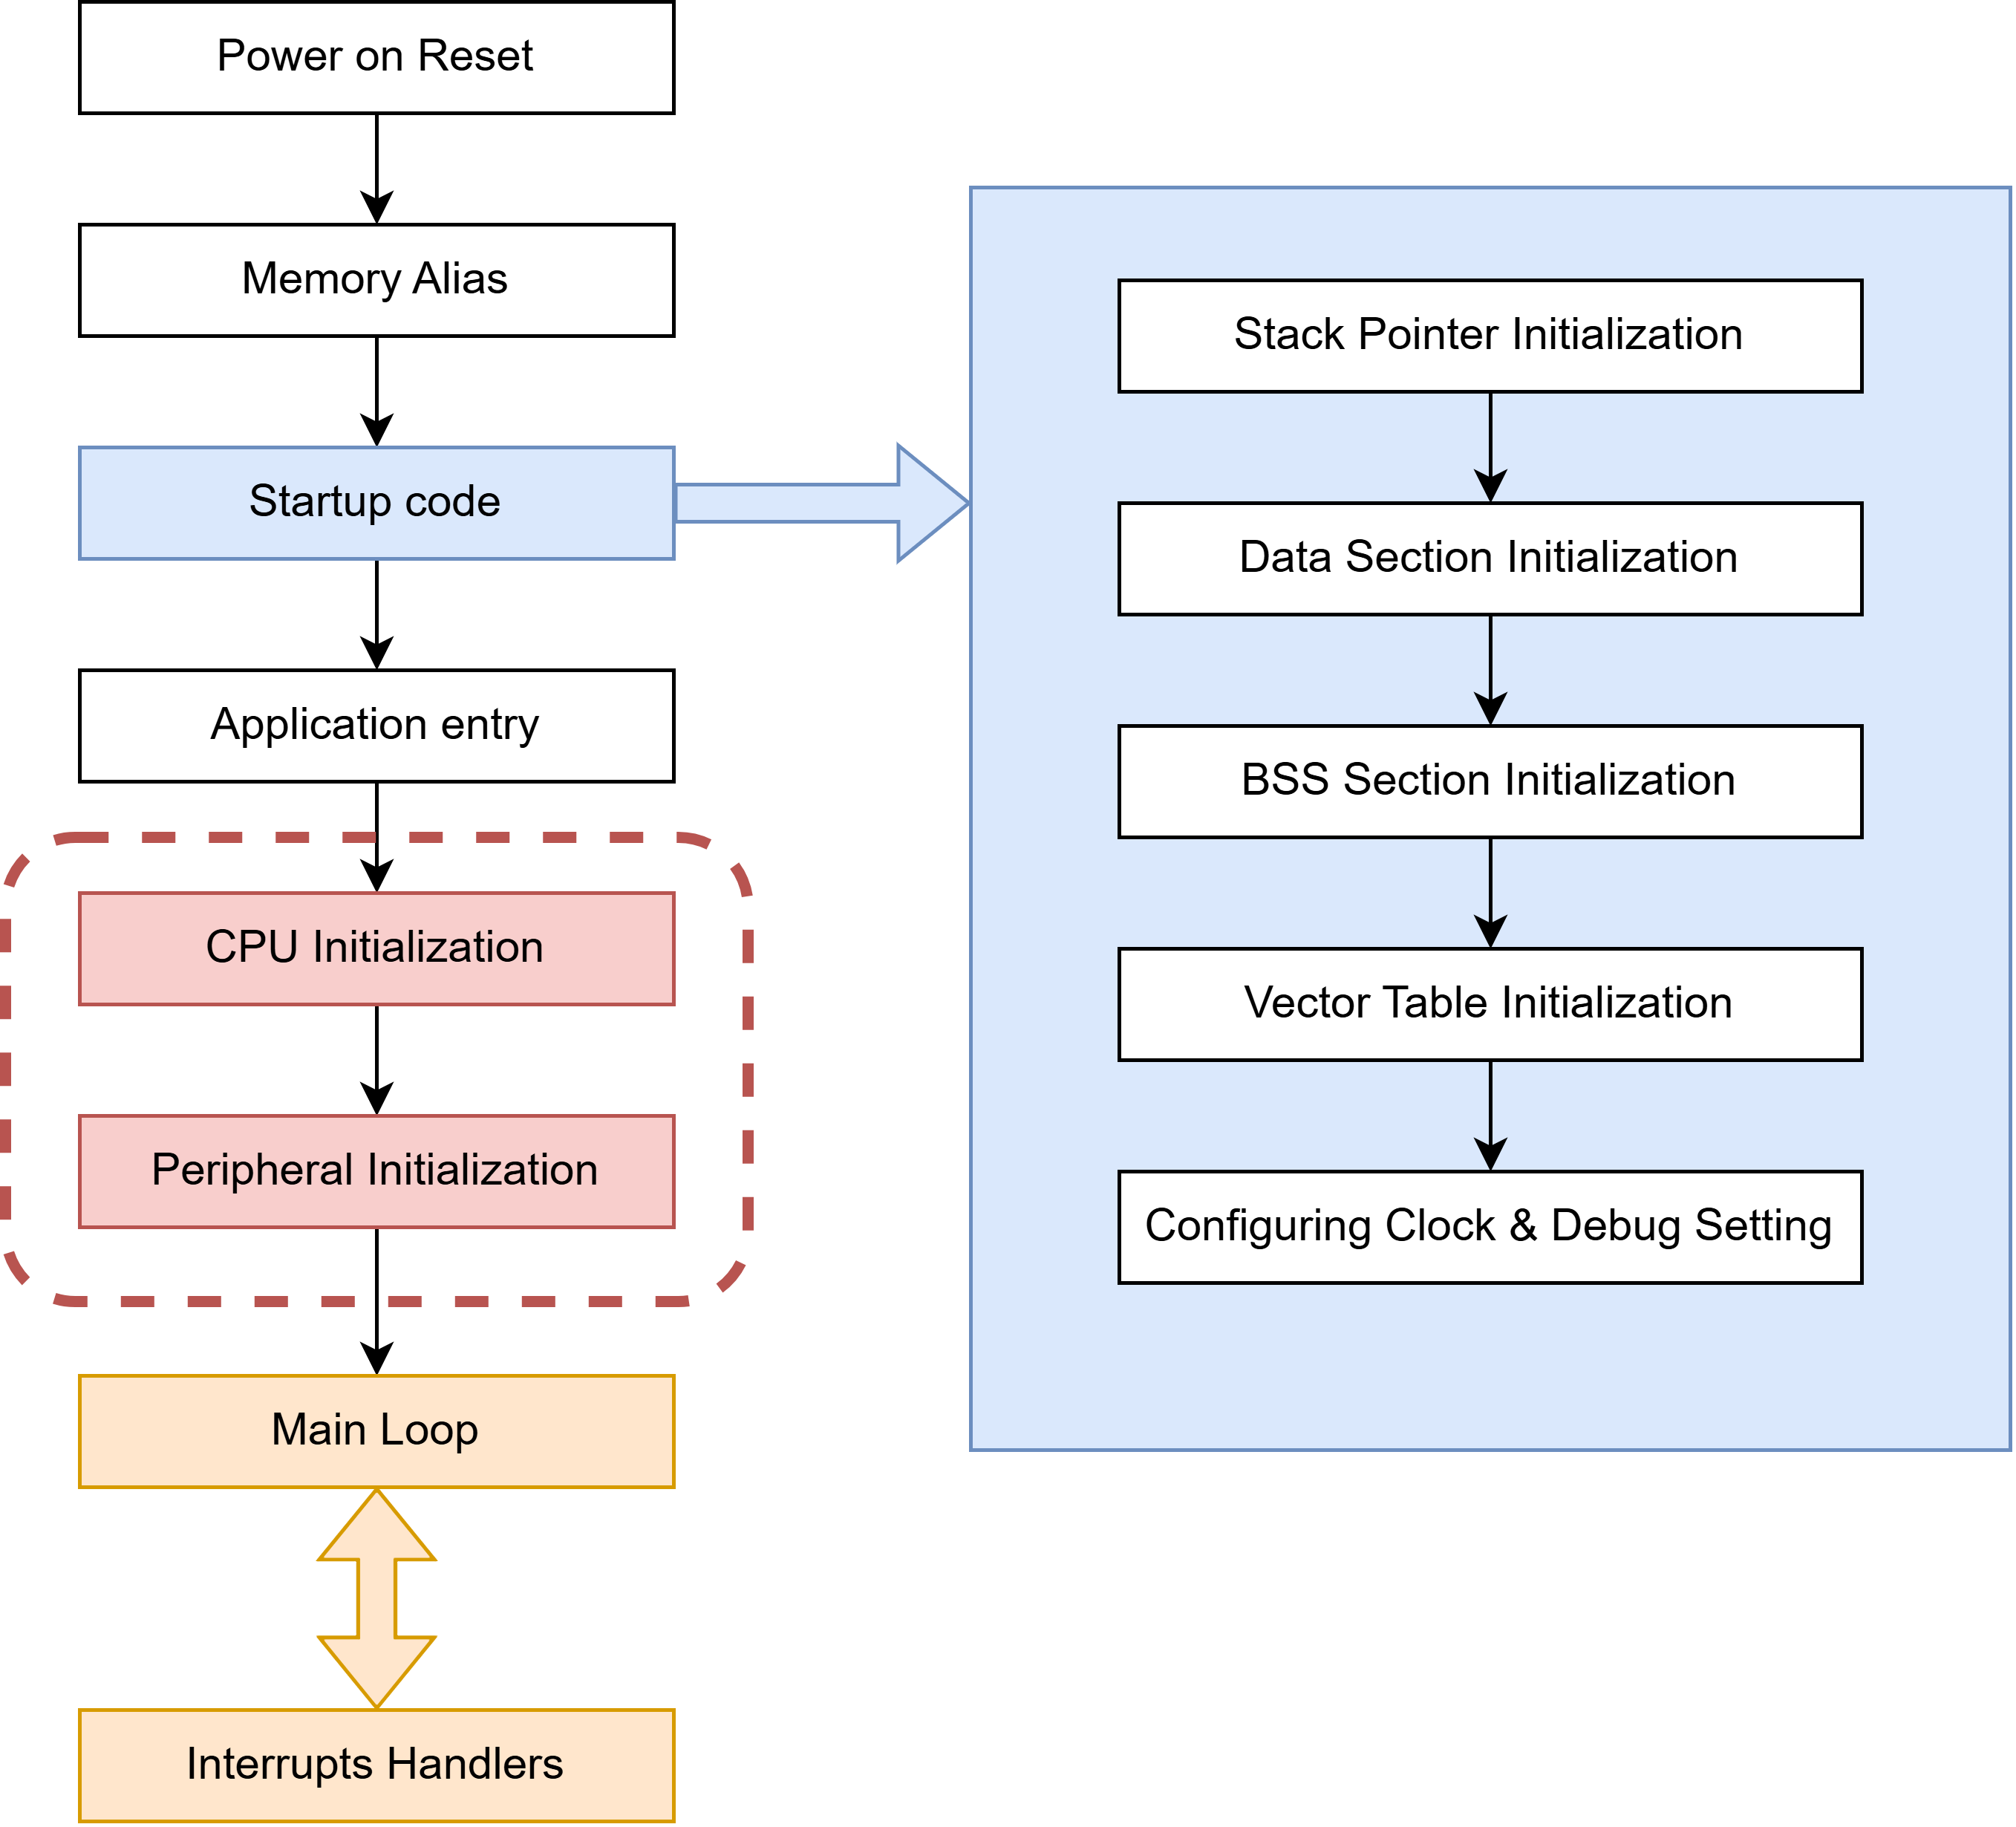 Power on Reset
Memory Alias
Startup code
Application entry
CPU Initialization
Peripheral Initialization
Main Loop
Interrupts Handlers
Stack Pointer Initialization
Data Section Initialization
BSS Section Initialization
Vector Table Initialization
Configuring Clock & Debug Setting